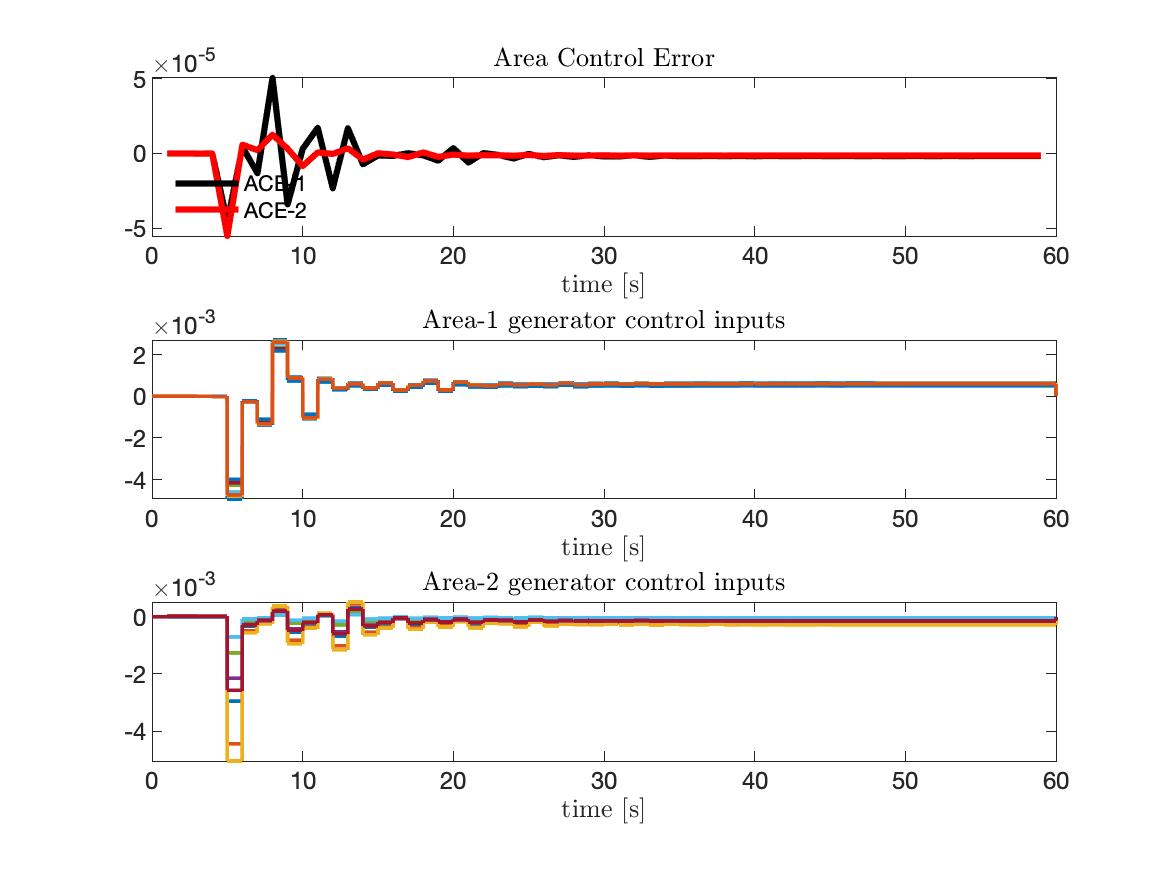 ×10-5
Area Control Error
5
0
-5
ACE-1
ACE-2
0 10 20 30 40 50 60
time [s]
×10-3
Area-1 generator control inputs
2
0
-2
-4
0 10 20 30 40 50 60
time [s]
×10-3
Area-2 generator control inputs
0
-2
-4
0 10 20 30 40 50 60
time [s]